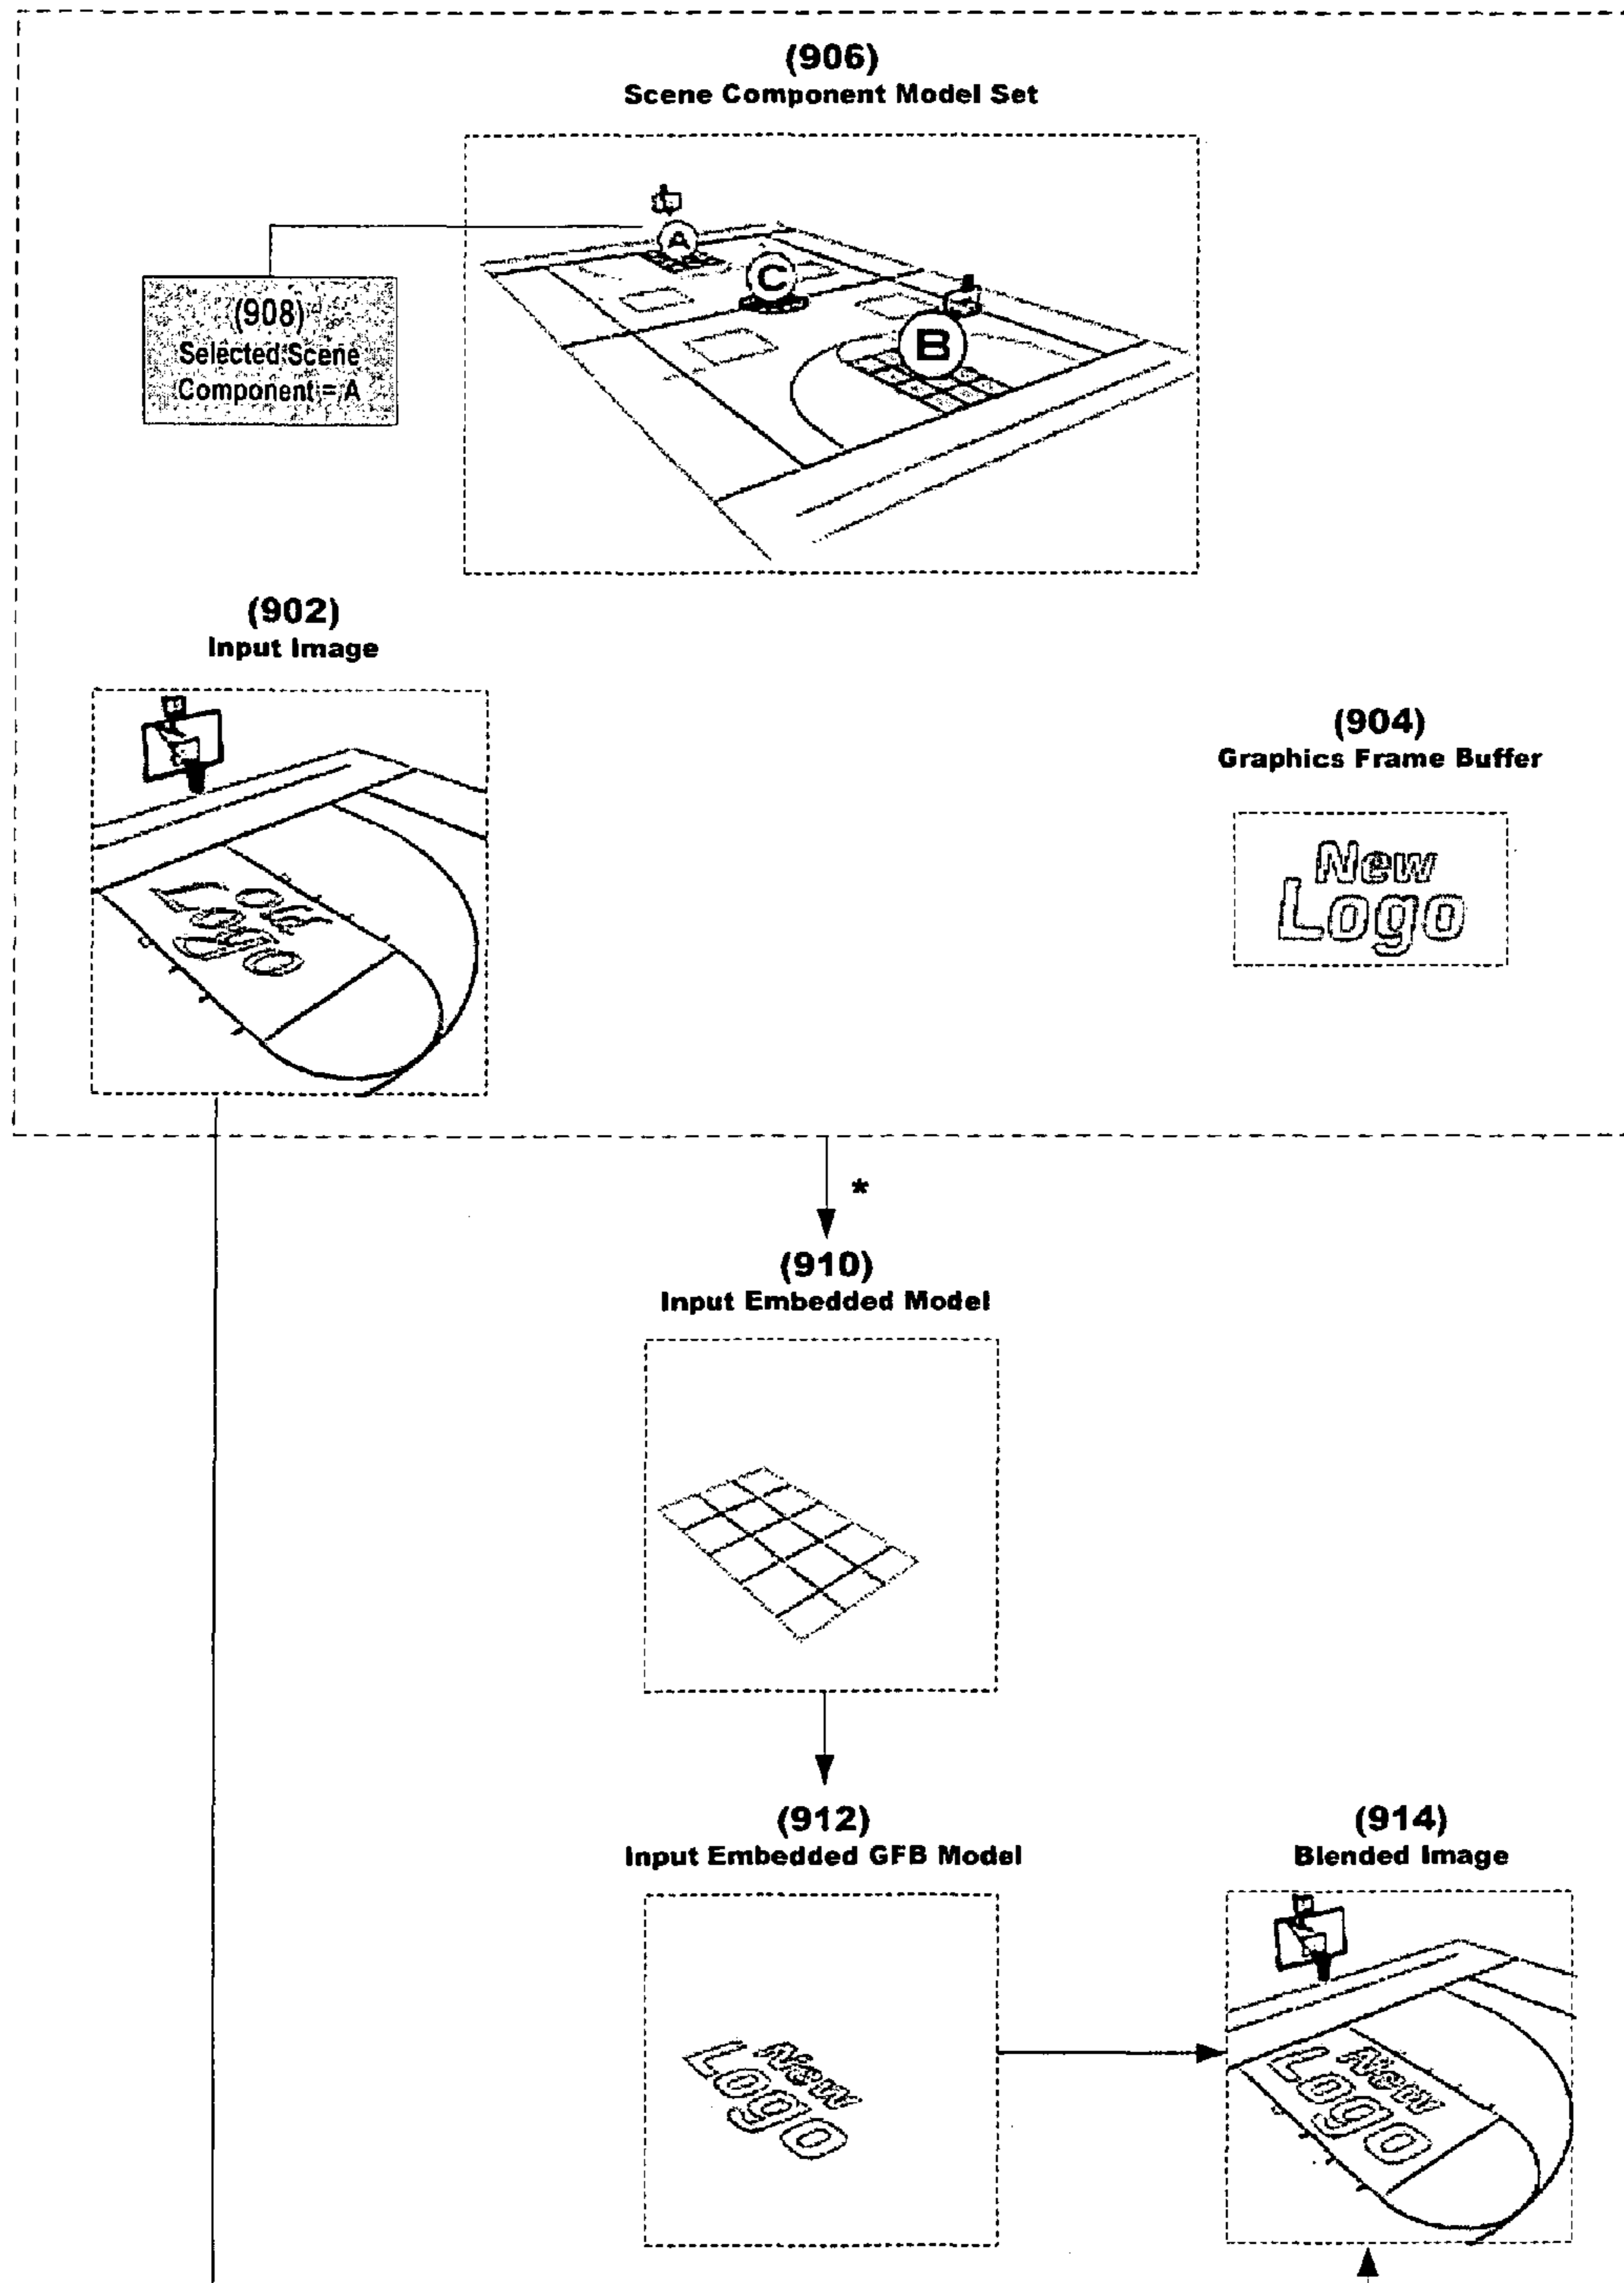 (906)
Scene Component Model Set
A
C
B
(908)
Selected Scene
Component = A
(902)
Input Image
Old
Logo
(904)
Graphics Frame Buffer
New
Logo
*
(910)
Input Embedded Model
(912)
Input Embedded GFB Model
New
Logo
(914)
Blended Image
New
Logo